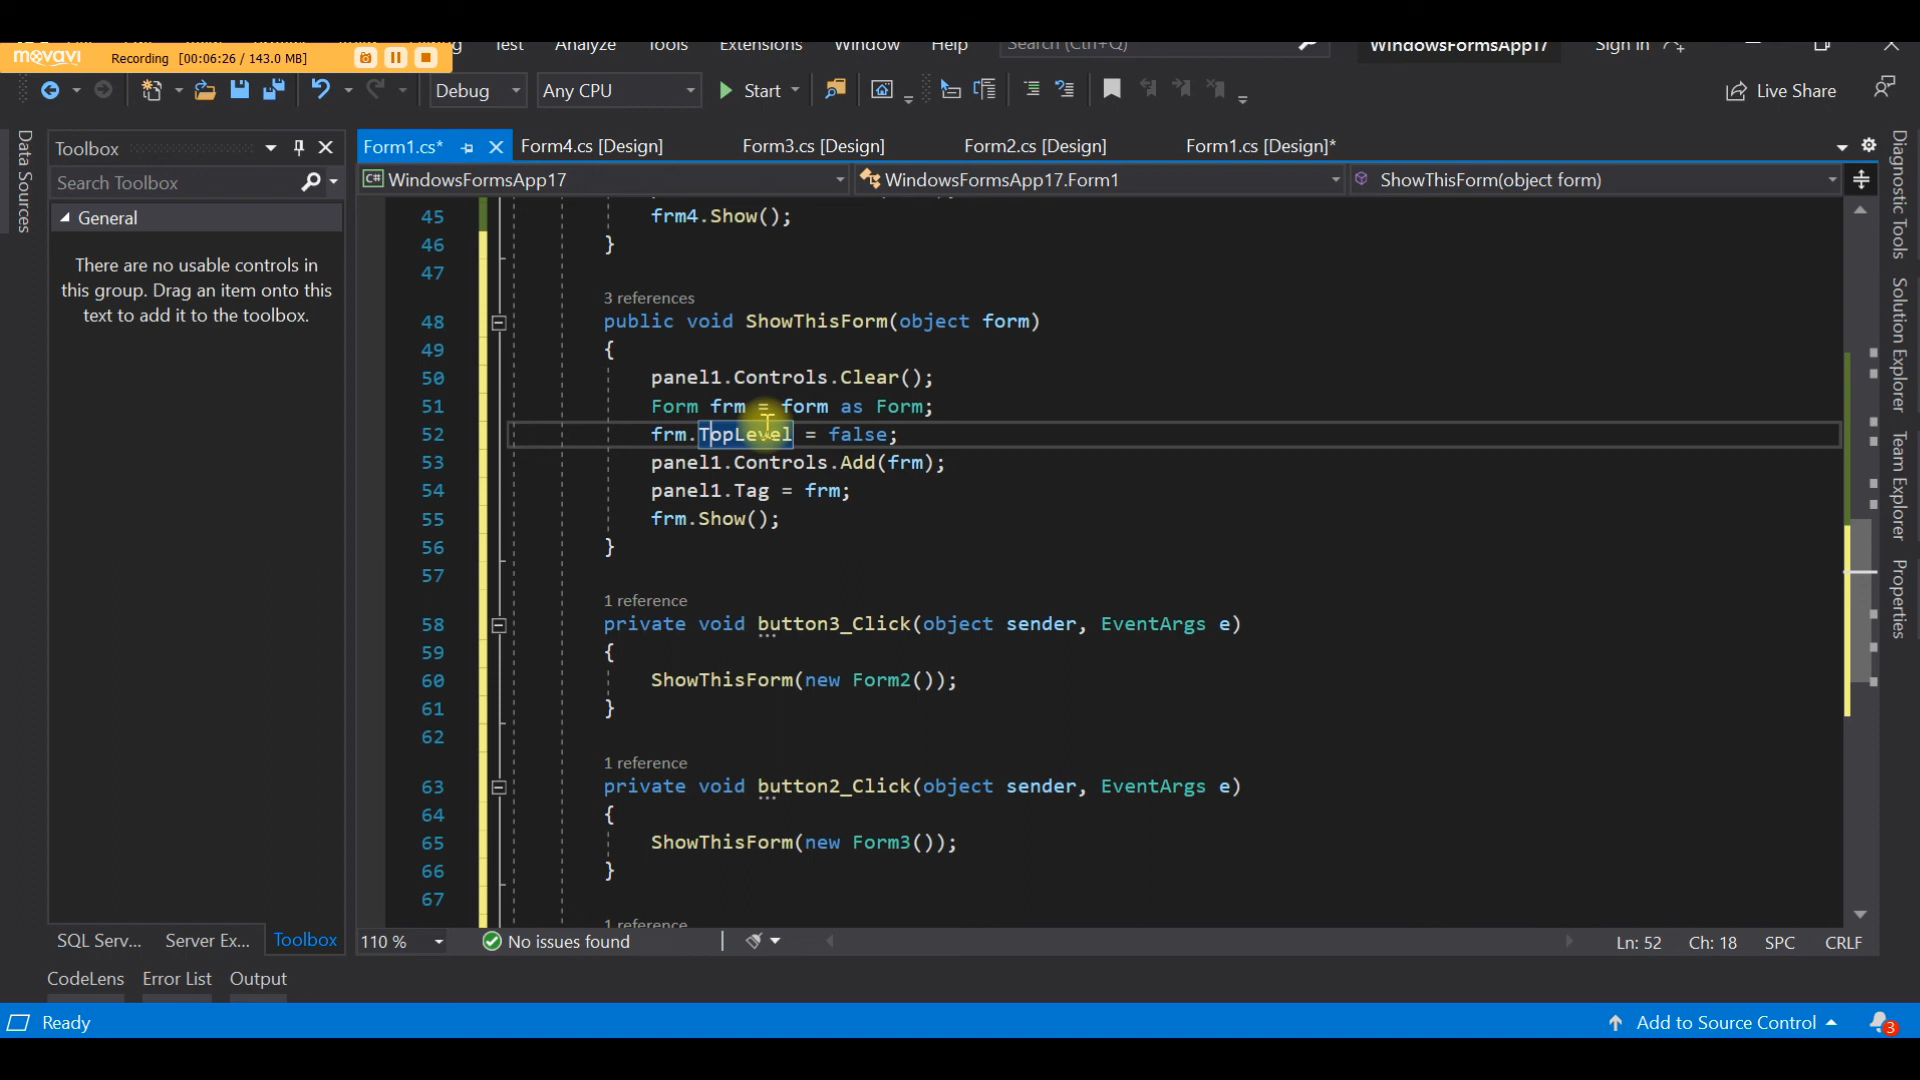 movavi
Recording [00:06:26 / 143.0 MB]
Test Analyze Tools Extensions Window Help Search (Ctrl+Q) WindowsFormsApp17 Sign in
Debug Any CPU Start Live Share
Data Sources
Toolbox
Search Toolbox
General
There are no usable controls in
this group. Drag an item onto this
text to add it to the toolbox.
Form1.cs* Form4.cs [Design] Form3.cs [Design] Form2.cs [Design] Form1.cs [Design]*
C# WindowsFormsApp17 WindowsFormsApp17.Form1 ShowThisForm(object form)
45 frm4.Show();
46 }
47
3 references
48 public void ShowThisForm(object form)
49 {
50 panel1.Controls.Clear();
51 Form frm = form as Form;
52 frm.TopLevel = false;
53 panel1.Controls.Add(frm);
54 panel1.Tag = frm;
55 frm.Show();
56 }
57
1 reference
58 private void button3_Click(object sender, EventArgs e)
59 {
60 ShowThisForm(new Form2());
61 }
62
1 reference
63 private void button2_Click(object sender, EventArgs e)
64 {
65 ShowThisForm(new Form3());
66 }
67
1 reference
Diagnostic Tools
Solution Explorer
Team Explorer
Properties
SQL Serv... Server Ex... Toolbox
110 % No issues found Ln: 52 Ch: 18 SPC CRLF
CodeLens Error List Output
Ready Add to Source Control 3